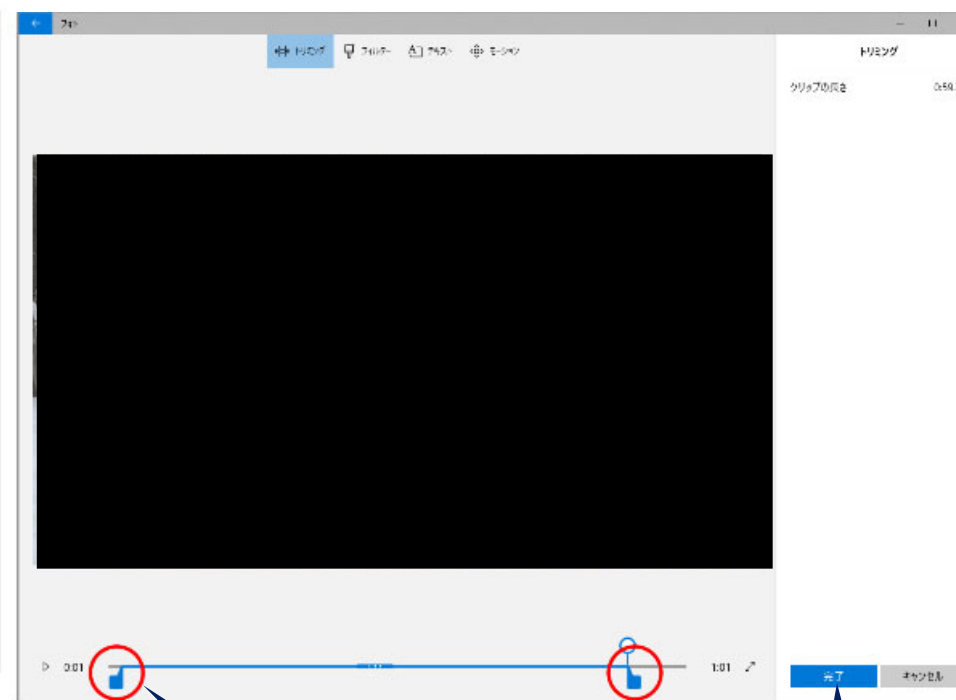 フォト
トリミング フィルター テキスト モーション
トリミング
クリップの長さ 0:59.
0:01
1:01
完了 キャンセル